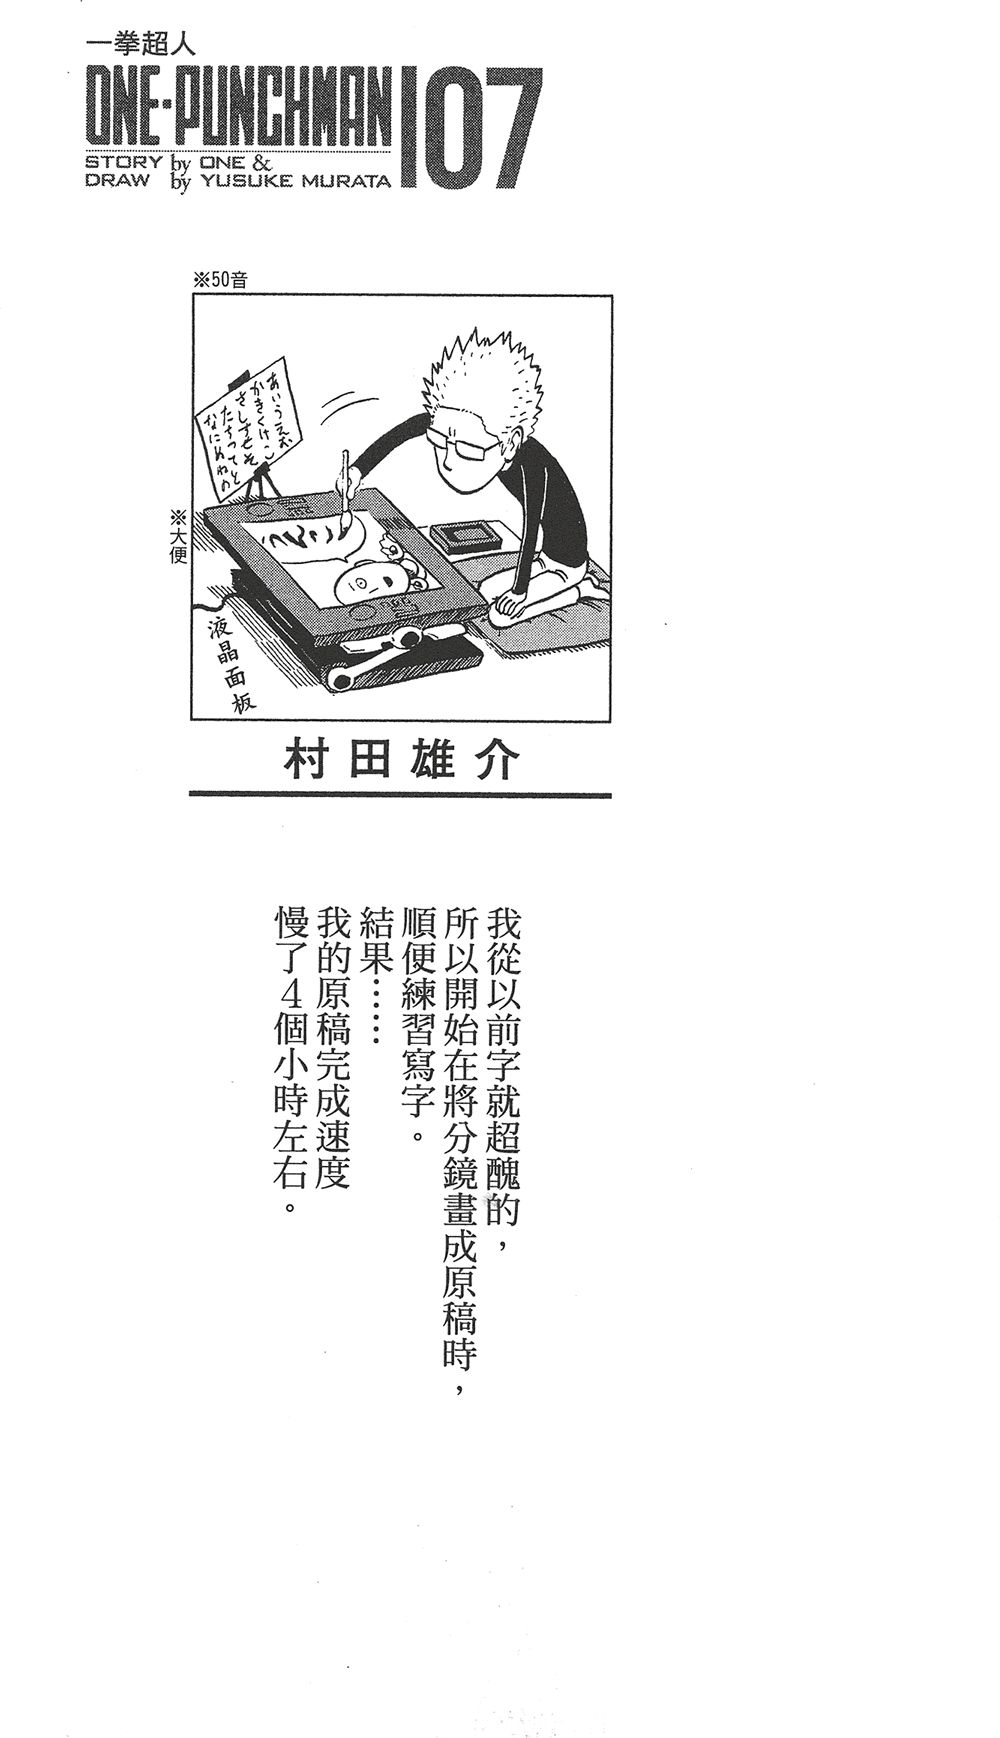 一拳超人
ONE-PUNCHMAN 07
STORY by ONE &
DRAW by YUSUKE MURATA
※50音
あいうえお
かきくけこ
さしすせそ
たちつてと
なにぬねの
※大便
うんこ
液晶面板
村田雄介
我從以前字就超醜的，
所以開始在將分鏡畫成原稿時，
順便練習寫字。
結果……
我的原稿完成速度
慢了4個小時左右。